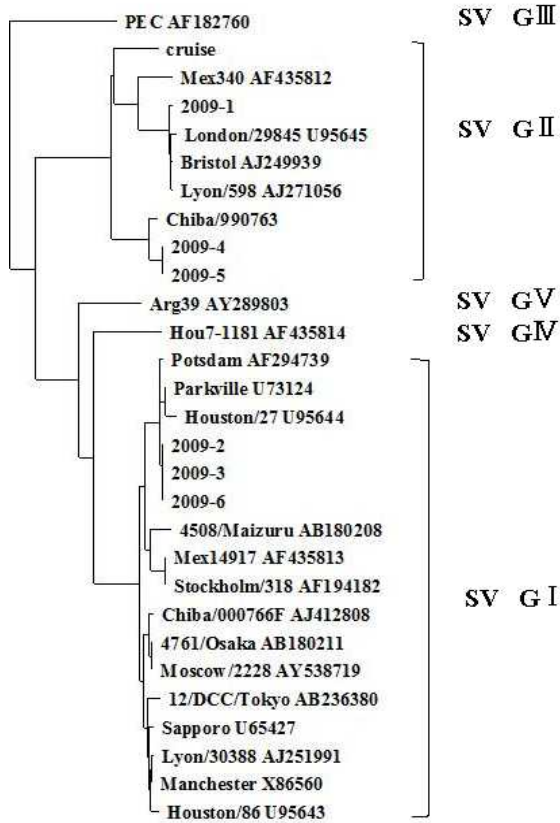 PEC AF182760 SV GⅢ
cruise
Mex340 AF435812
2009-1
London/29845 U95645 SV GⅡ
Bristol AJ249939
Lyon/598 AJ271056
Chiba/990763
2009-4
2009-5
Arg39 AY289803 SV GⅤ
Hou7-1181 AF435814 SV GⅣ
Potsdam AF294739
Parkville U73124
Houston/27 U95644
2009-2
2009-3
2009-6
4508/Maizuru AB180208
Mex14917 AF435813
Stockholm/318 AF194182 SV GⅠ
Chiba/000766F AJ412808
4761/Osaka AB180211
Moscow/2228 AY538719
12/DCC/Tokyo AB236380
Sapporo U65427
Lyon/30388 AJ251991
Manchester X86560
Houston/86 U95643